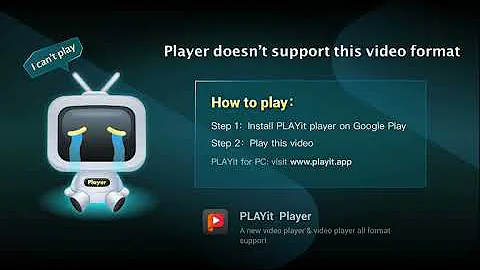 I can't play
Player doesn't support this video format
How to play:
Step 1: Install PLAYit player on Google Play
Step 2: Play this video
PLAYit for PC: visit www.playit.app
Player
PLAYit Player
A new video player & video player all format
support